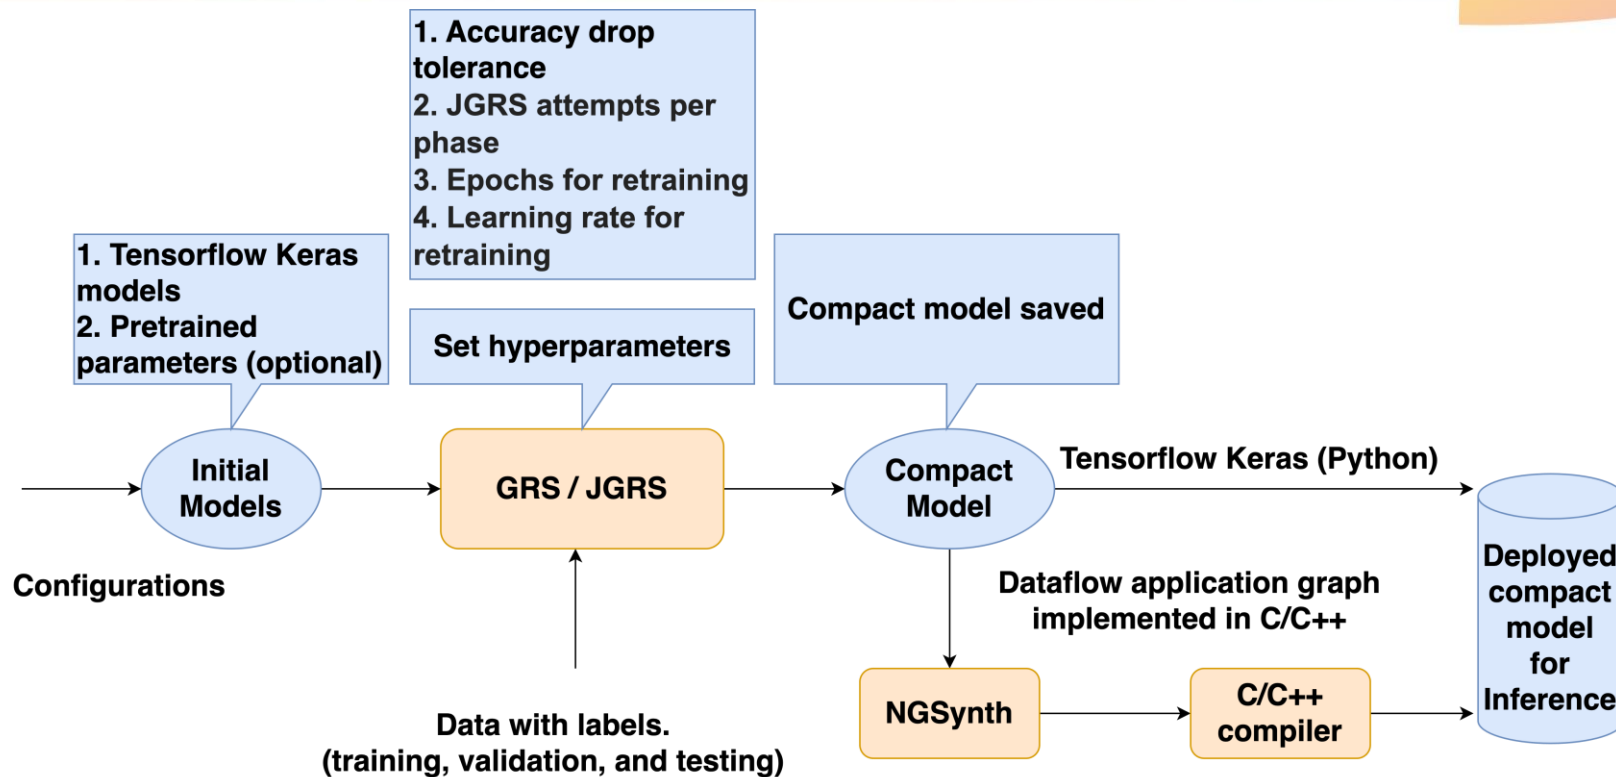 1. Accuracy drop
tolerance
2. JGRS attempts per
phase
3. Epochs for retraining
4. Learning rate for
retraining
1. Tensorflow Keras
models
2. Pretrained
parameters (optional)
Set hyperparameters
Compact model saved
Initial
Models
GRS / JGRS
Compact
Model
Tensorflow Keras (Python)
Configurations
Dataflow application graph
implemented in C/C++
Deployed
compact
model
for
Inference
NGSynth
C/C++
compiler
Data with labels.
(training, validation, and testing)